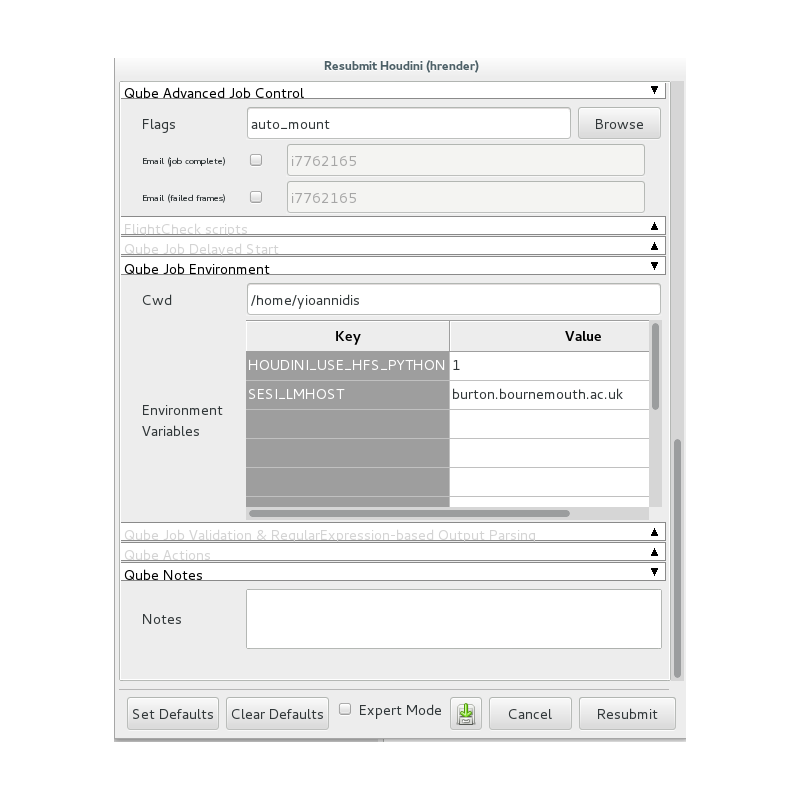 Resubmit Houdini (hrender)
Qube Advanced Job Control
Flags auto_mount Browse
Email (job complete) i7762165
Email (failed frames) i7762165
FlightCheck scripts
Qube Job Delayed Start
Qube Job Environment
Cwd /home/yioannidis
Key Value
HOUDINI_USE_HFS_PYTHON 1
SESI_LMHOST burton.bournemouth.ac.uk
Environment
Variables
Qube Job Validation & RegularExpression-based Output Parsing
Qube Actions
Qube Notes
Notes
Set Defaults Clear Defaults Expert Mode Cancel Resubmit